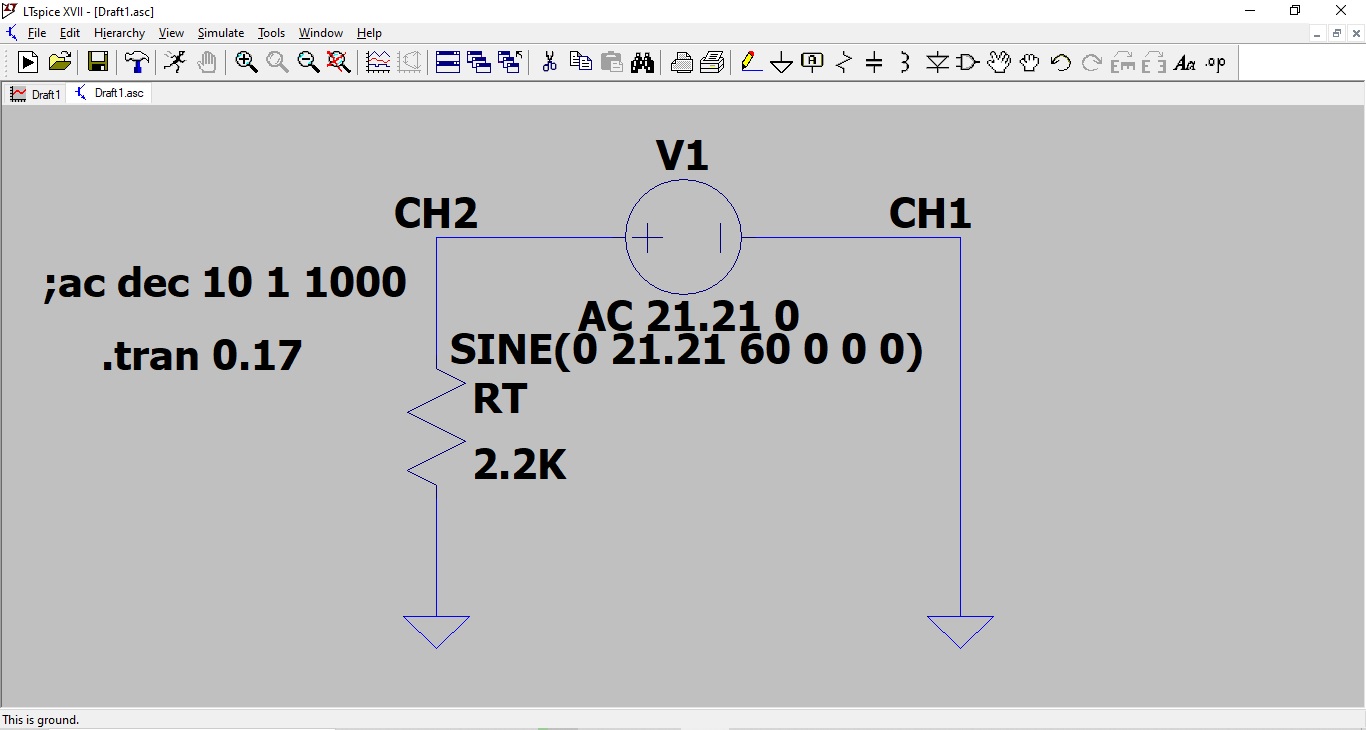 LTspice XVII - [Draft1.asc]
File Edit Hierarchy View Simulate Tools Window Help
Aa .op
Draft1 Draft1.asc
V1
CH2 CH1
;ac dec 10 1 1000
AC 21.21 0
.tran 0.17
SINE(0 21.21 60 0 0 0)
RT
2.2K
This is ground.